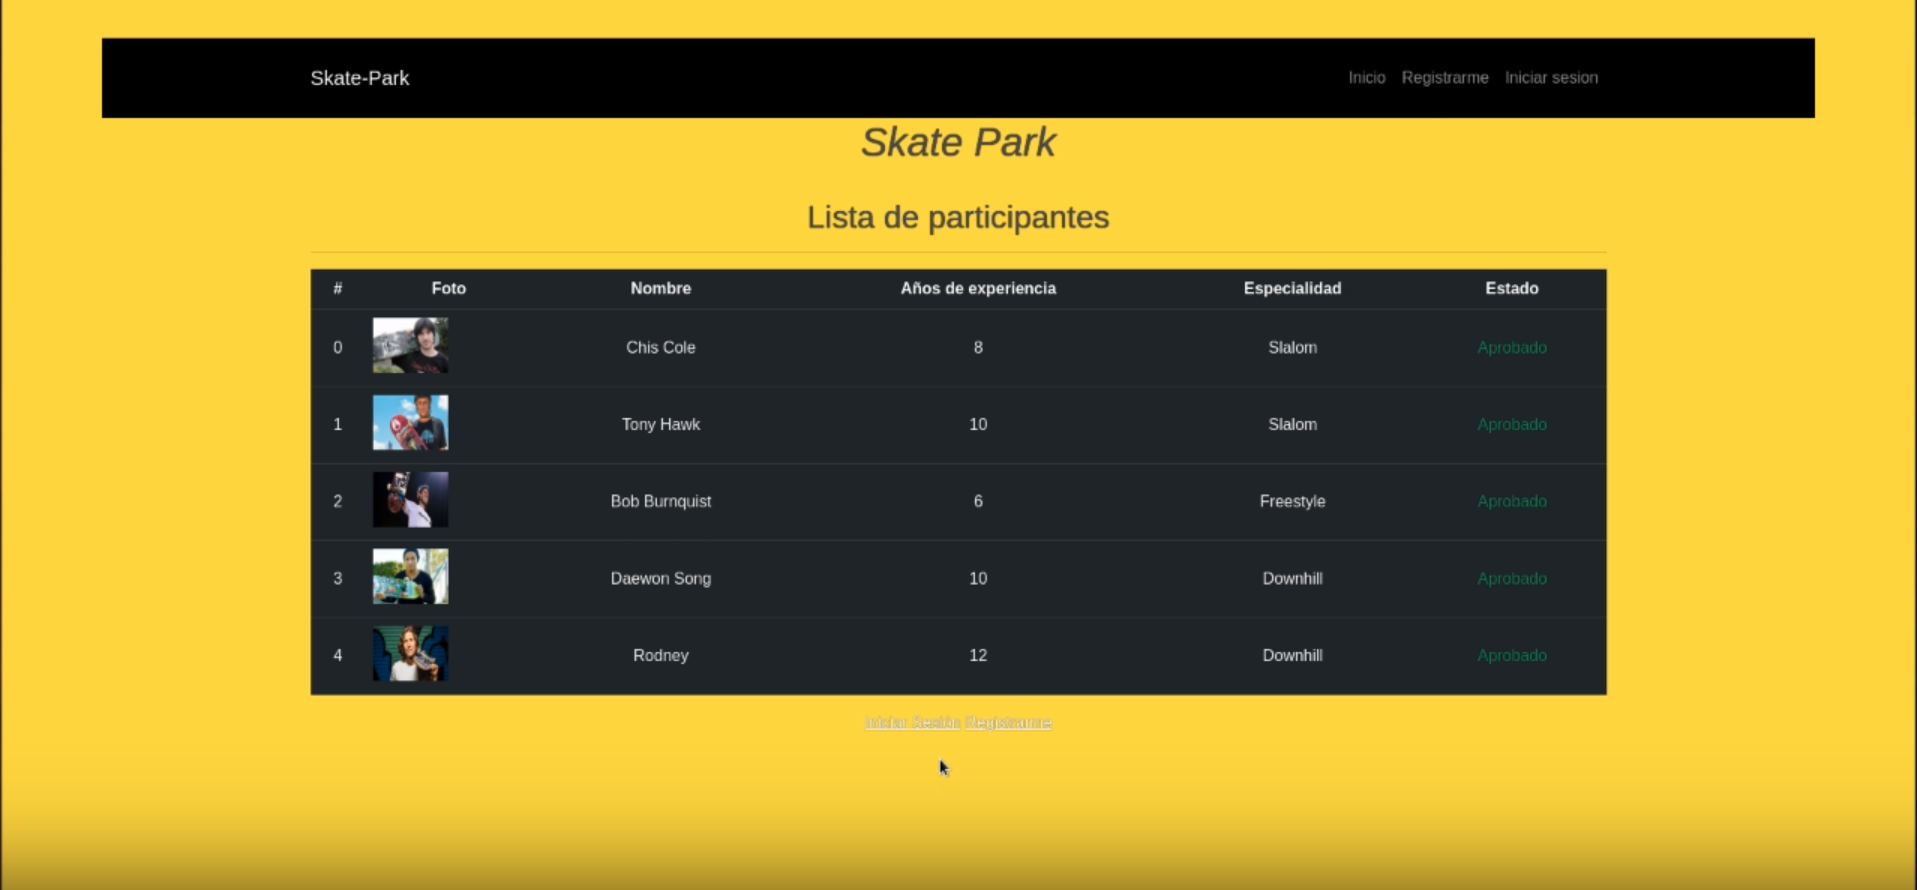 Skate-Park Inicio Registrarme Iniciar sesion
Skate Park
Lista de participantes
# Foto Nombre Años de experiencia Especialidad Estado
0 Chis Cole 8 Slalom Aprobado
1 Tony Hawk 10 Slalom Aprobado
2 Bob Burnquist 6 Freestyle Aprobado
3 Daewon Song 10 Downhill Aprobado
4 Rodney 12 Downhill Aprobado
Iniciar Sesión Registrarme